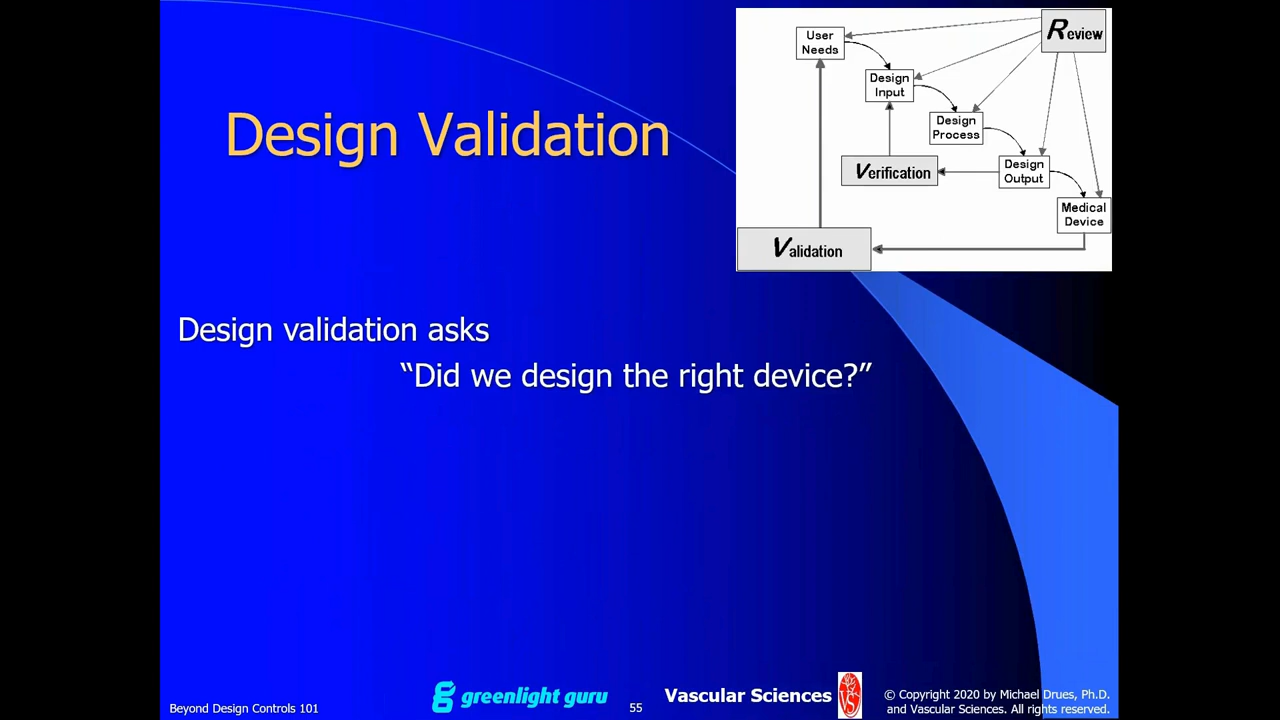 Design Validation
User
Needs
Review
Design
Input
Design
Process
Verification
Design
Output
Medical
Device
Validation
Design validation asks
“Did we design the right device?”
Beyond Design Controls 101
greenlight guru
55
Vascular Sciences
VS
© Copyright 2020 by Michael Drues, Ph.D.
and Vascular Sciences. All rights reserved.